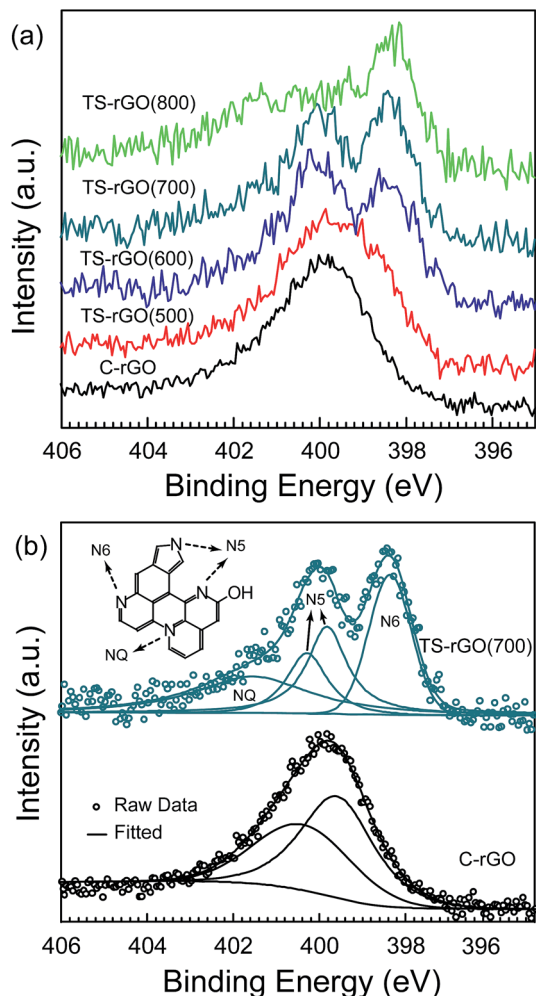 (a)
TS-rGO(800)
TS-rGO(700)
TS-rGO(600)
TS-rGO(500)
C-rGO
Intensity (a.u.)
406 404 402 400 398 396
Binding Energy (eV)
(b)
N6
N
N5
N
N
OH
N
NQ
N5
N6
TS-rGO(700)
NQ
Raw Data
Fitted
C-rGO
Intensity (a.u.)
406 404 402 400 398 396
Binding Energy (eV)